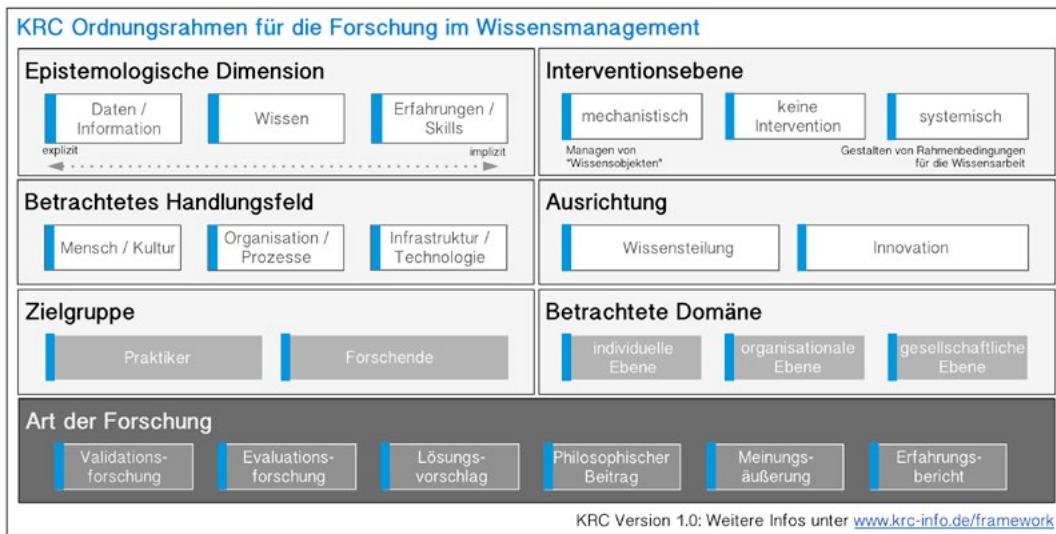 KRC Ordnungsrahmen für die Forschung im Wissensmanagement
Epistemologische Dimension
Daten /
Information
Wissen
Erfahrungen /
Skills
explizit
implizit
Interventionsebene
mechanistisch
keine
Intervention
systemisch
Managen von
"Wissensobjekten"
Gestalten von Rahmenbedingungen
für die Wissensarbeit
Betrachtetes Handlungsfeld
Mensch / Kultur
Organisation /
Prozesse
Infrastruktur /
Technologie
Ausrichtung
Wissensteilung
Innovation
Zielgruppe
Praktiker
Forschende
Betrachtete Domäne
individuelle
Ebene
organisationale
Ebene
gesellschaftliche
Ebene
Art der Forschung
Validations-
forschung
Evaluations-
forschung
Lösungs-
vorschlag
Philosophischer
Beitrag
Meinungs-
äußerung
Erfahrungs-
bericht
KRC Version 1.0: Weitere Infos unter www.krc-info.de/framework